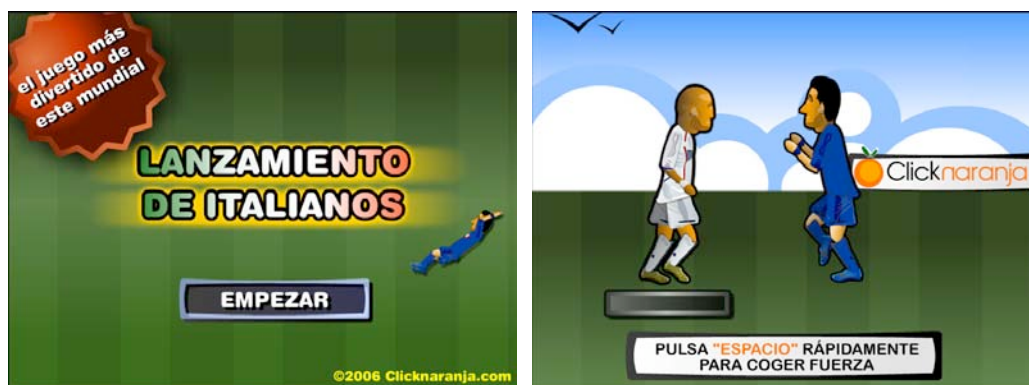 el juego más
divertido de
este mundial
LANZAMIENTO
DE ITALIANOS
EMPEZAR
©2006 Clicknaranja.com
Clicknaranja
PULSA "ESPACIO" RÁPIDAMENTE
PARA COGER FUERZA